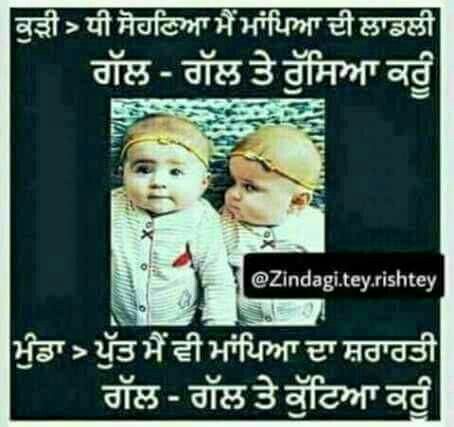 ਕੁੜੀ > ਧੀ ਸੋਹਣਿਆ ਮੈਂ ਮਾਂਪਿਆ ਦੀ ਲਾਡਲੀ
ਗੱਲ - ਗੱਲ ਤੇ ਰੁੱਸਿਆ ਕਰੂੰ
@Zindagi.tey.rishtey
ਮੁੰਡਾ > ਪੁੱਤ ਮੈਂ ਵੀ ਮਾਂਪਿਆ ਦਾ ਸ਼ਰਾਰਤੀ
ਗੱਲ - ਗੱਲ ਤੇ ਕੁੱਟਿਆ ਕਰੂੰ